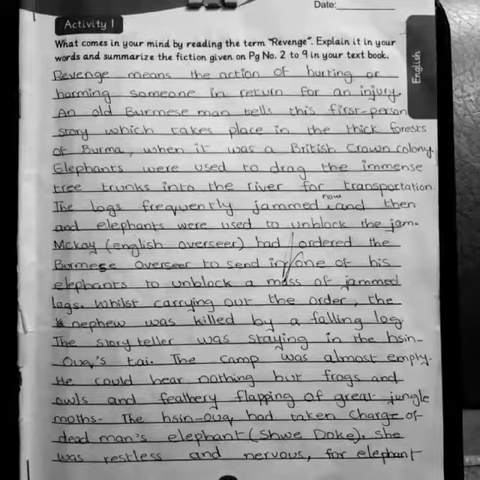 Date:
Activity 1
What comes in your mind by reading the term "Revenge". Explain it in your
words and summarize the fiction given on Pg No. 2 to 9 in your text book.
English
Revenge means the action of hurting or
harming someone in return for an injury.
An old Burmese man tells this first-person
story which takes place in the thick forests
of Burma, when it was a British Crown colony.
Elephants were used to drag the immense
tree trunks into the river for transportation
The logs frequently jammed now and then
and elephants were used to unblock the jam.
Mckay (english overseer) had ordered the
Burmese overseer to send in one of his
elephants to unblock a mass of jammed
logs. Whilst carrying out the order, the
nephew was killed by a falling log.
The story teller was staying in the hsin-
Ouq's tai. The camp was almost empty.
He could hear nothing but frogs and
owls and feathery flapping of great jungle
moths. The hsin-ouq had taken charge of
dead man's elephant (Shwe Doke). She
was restless and nervous, for elephant